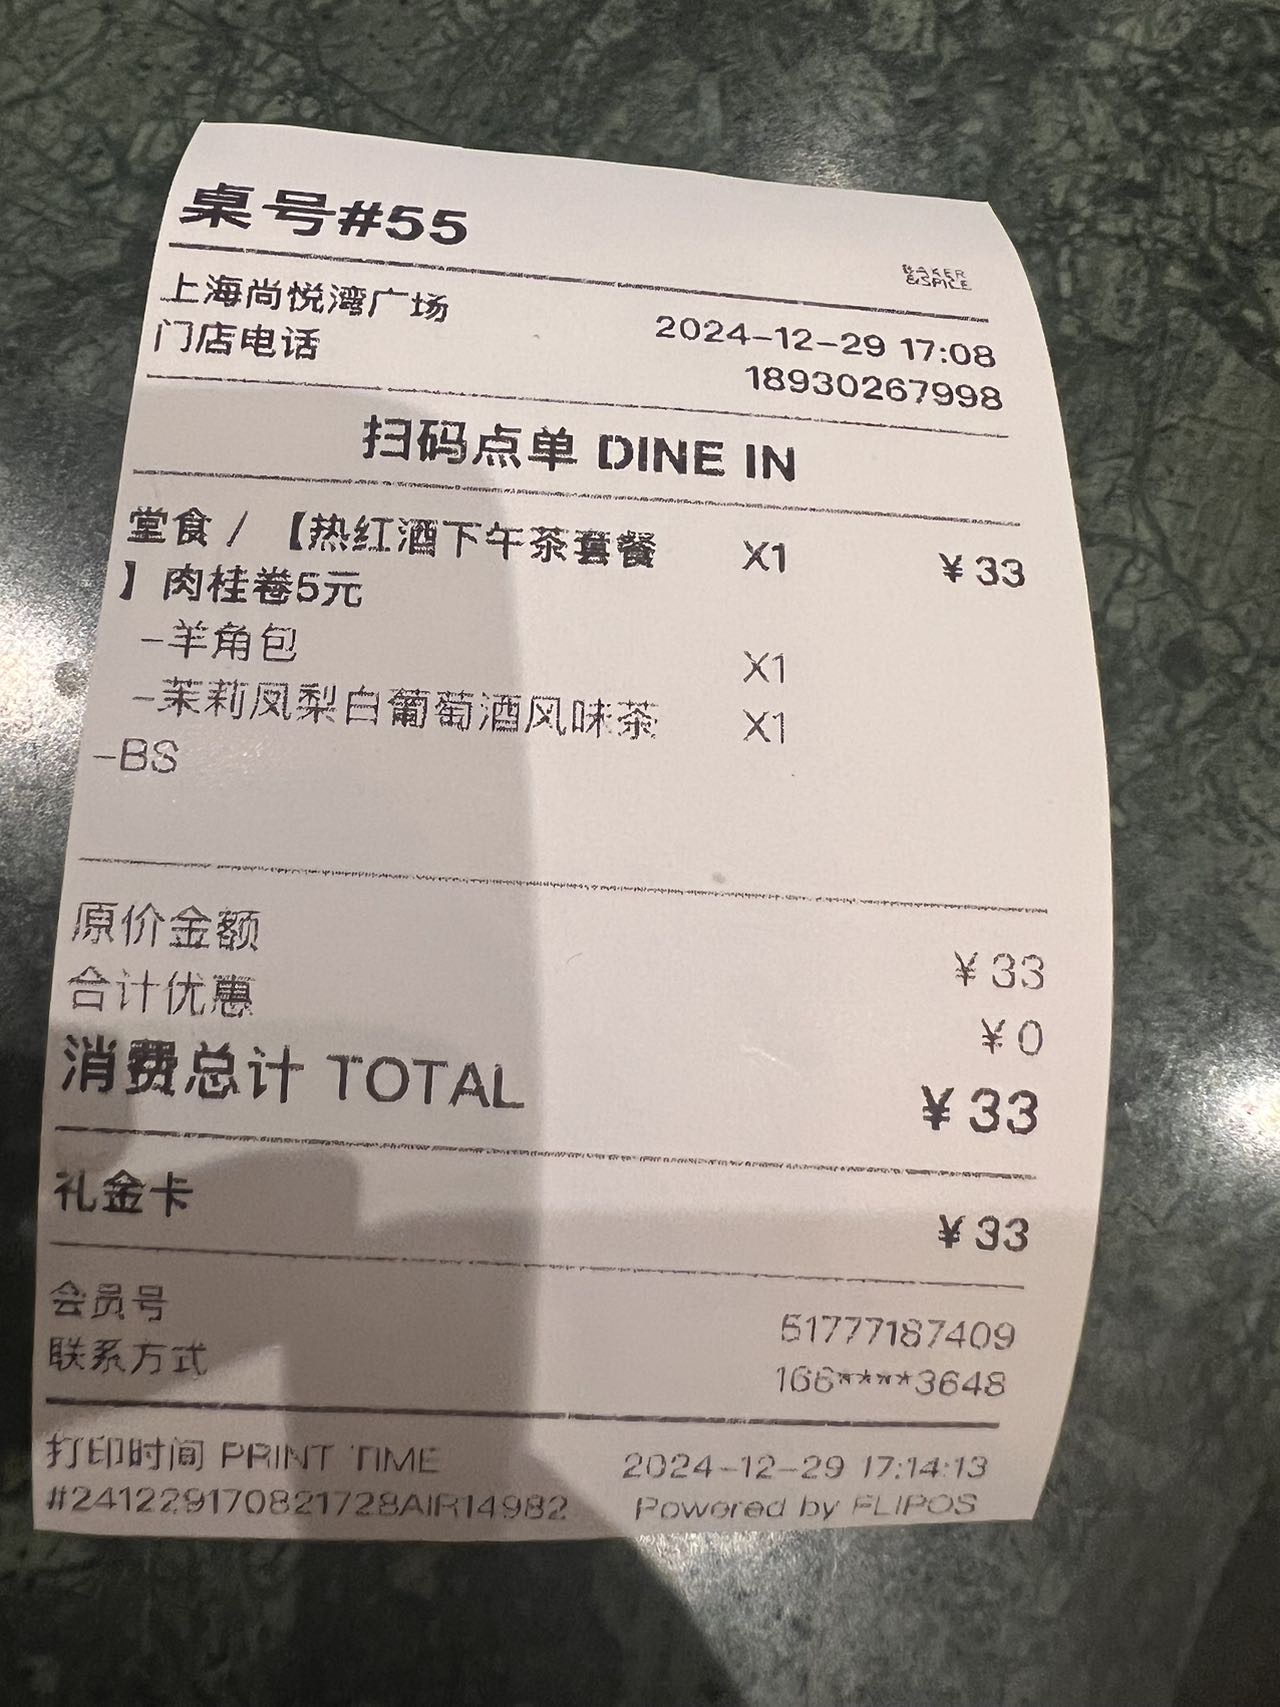 桌号#55
BAKER
&SPICE
上海尚悦湾广场 2024-12-29 17:08
门店电话 18930267998
扫码点单 DINE IN
堂食 / 【热红酒下午茶套餐 X1 ¥33
】肉桂卷5元
-羊角包 X1
-茉莉凤梨白葡萄酒风味茶 X1
-BS
原价金额 ¥33
合计优惠 ¥0
消费总计 TOTAL ¥33
礼金卡 ¥33
会员号 51777187409
联系方式 166****3648
打印时间 PRINT TIME 2024-12-29 17:14:13
#241229170821728AIR14982 Powered by FLIPOS